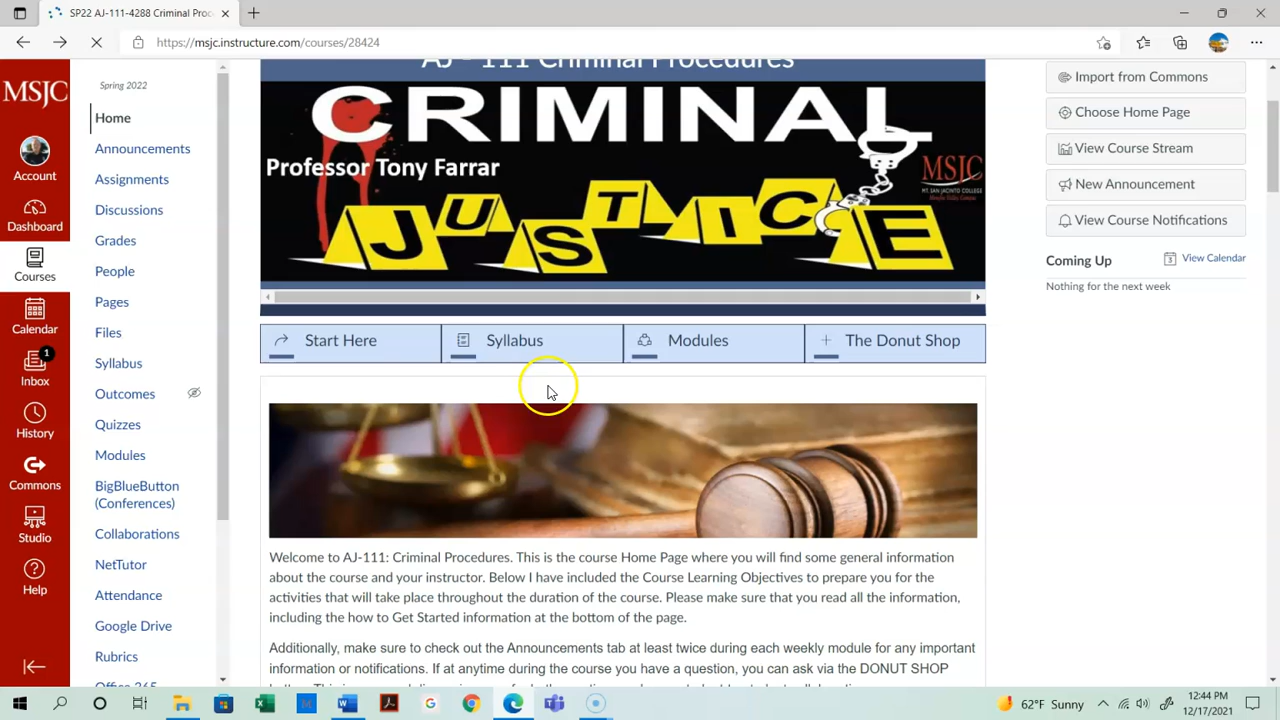 SP22 AJ-111-4288 Criminal Proc
https://msjc.instructure.com/courses/28424
MSJC
Account
Dashboard
Courses
Calendar
1
Inbox
History
Commons
Studio
Help
Spring 2022
Home
Announcements
Assignments
Discussions
Grades
People
Pages
Files
Syllabus
Outcomes
Quizzes
Modules
BigBlueButton
(Conferences)
Collaborations
NetTutor
Attendance
Google Drive
Rubrics
Office 365
AJ - 111 Criminal Procedures
CRIMINAL
Professor Tony Farrar
MSJC
MT. SAN JACINTO COLLEGE
JUSTICE
Start Here
Syllabus
Modules
The Donut Shop
Welcome to AJ-111: Criminal Procedures. This is the course Home Page where you will find some general information
about the course and your instructor. Below I have included the Course Learning Objectives to prepare you for the
activities that will take place throughout the duration of the course. Please make sure that you read all the information,
including the how to Get Started information at the bottom of the page.
Additionally, make sure to check out the Announcements tab at least twice during each weekly module for any important
information or notifications. If at anytime during the course you have a question, you can ask via the DONUT SHOP
Import from Commons
Choose Home Page
View Course Stream
New Announcement
View Course Notifications
Coming Up
View Calendar
Nothing for the next week
62°F Sunny
12:44 PM
12/17/2021